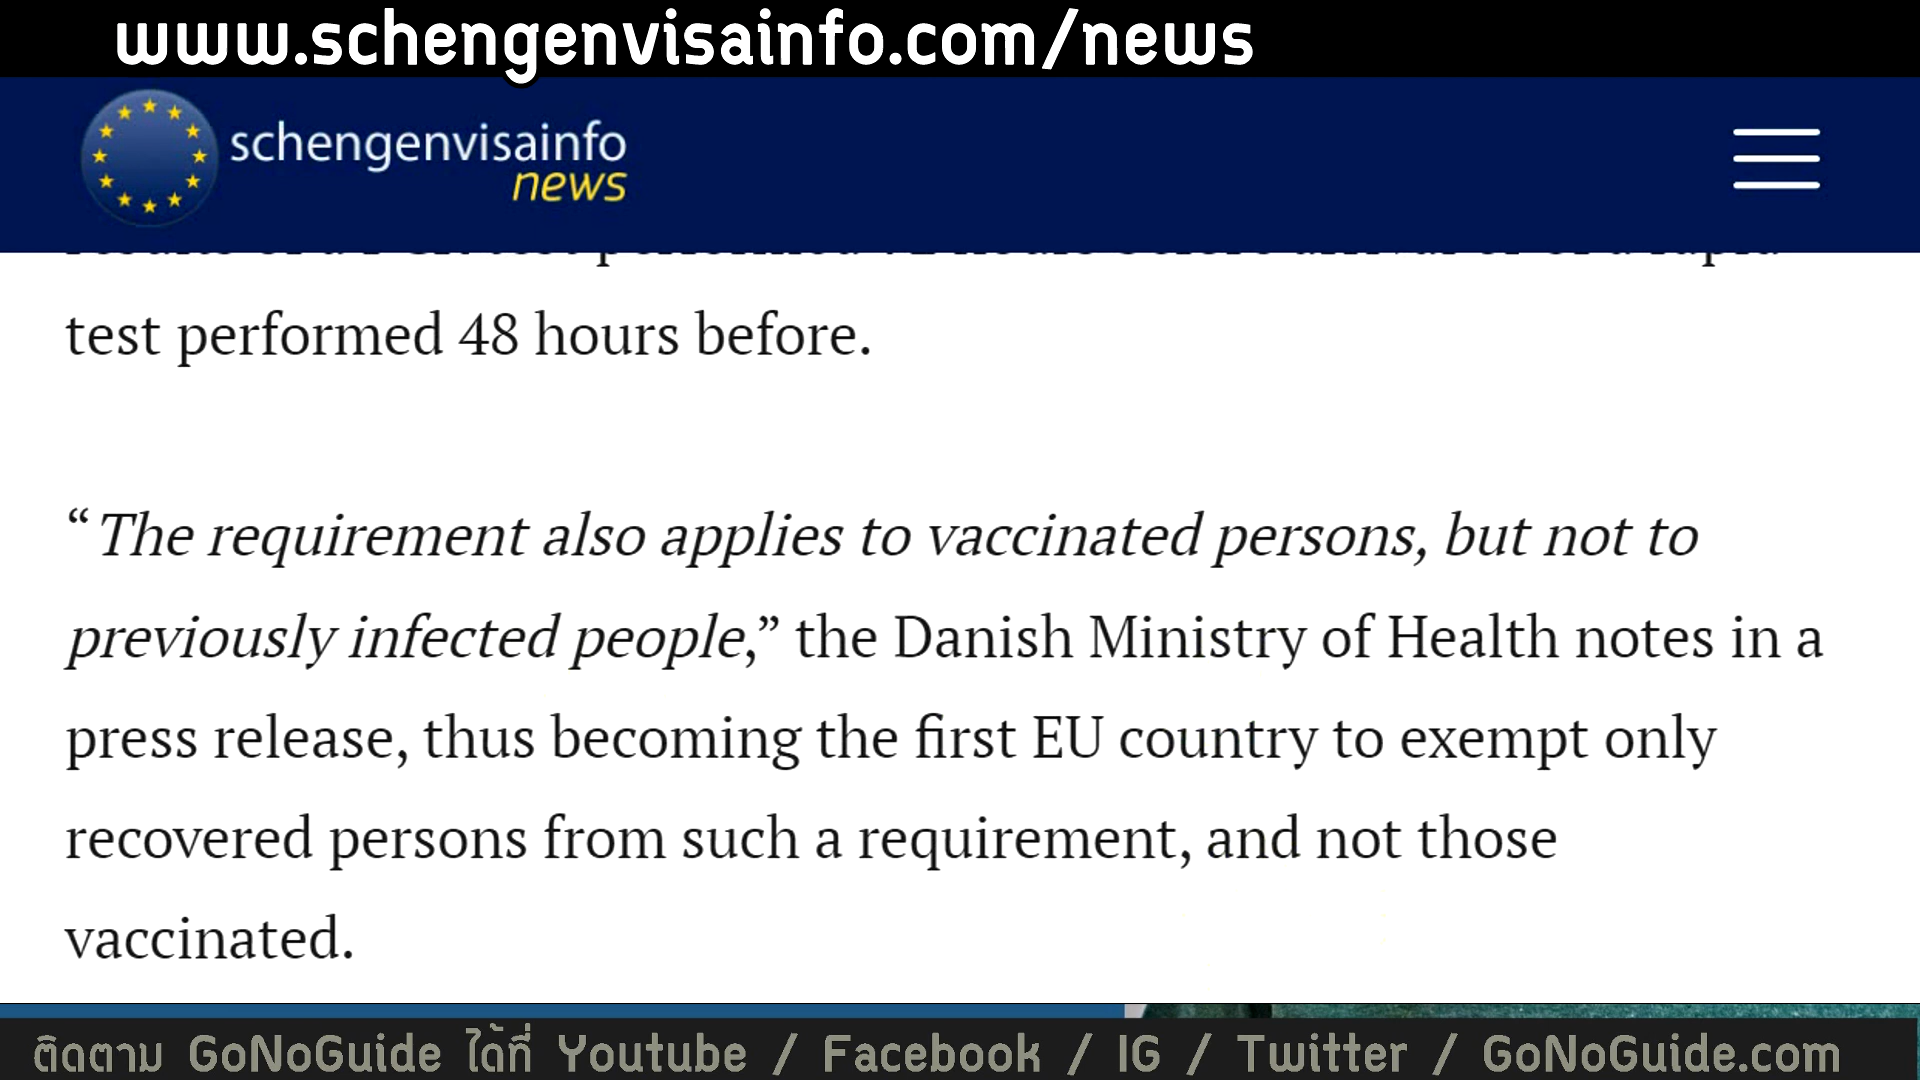 www.schengenvisainfo.com/news
schengenvisainfo
news
test performed 48 hours before.
“The requirement also applies to vaccinated persons, but not to
previously infected people,” the Danish Ministry of Health notes in a
press release, thus becoming the first EU country to exempt only
recovered persons from such a requirement, and not those
vaccinated.
ติดตาม GoNoGuide ได้ที่ Youtube / Facebook / IG / Twitter / GoNoGuide.com